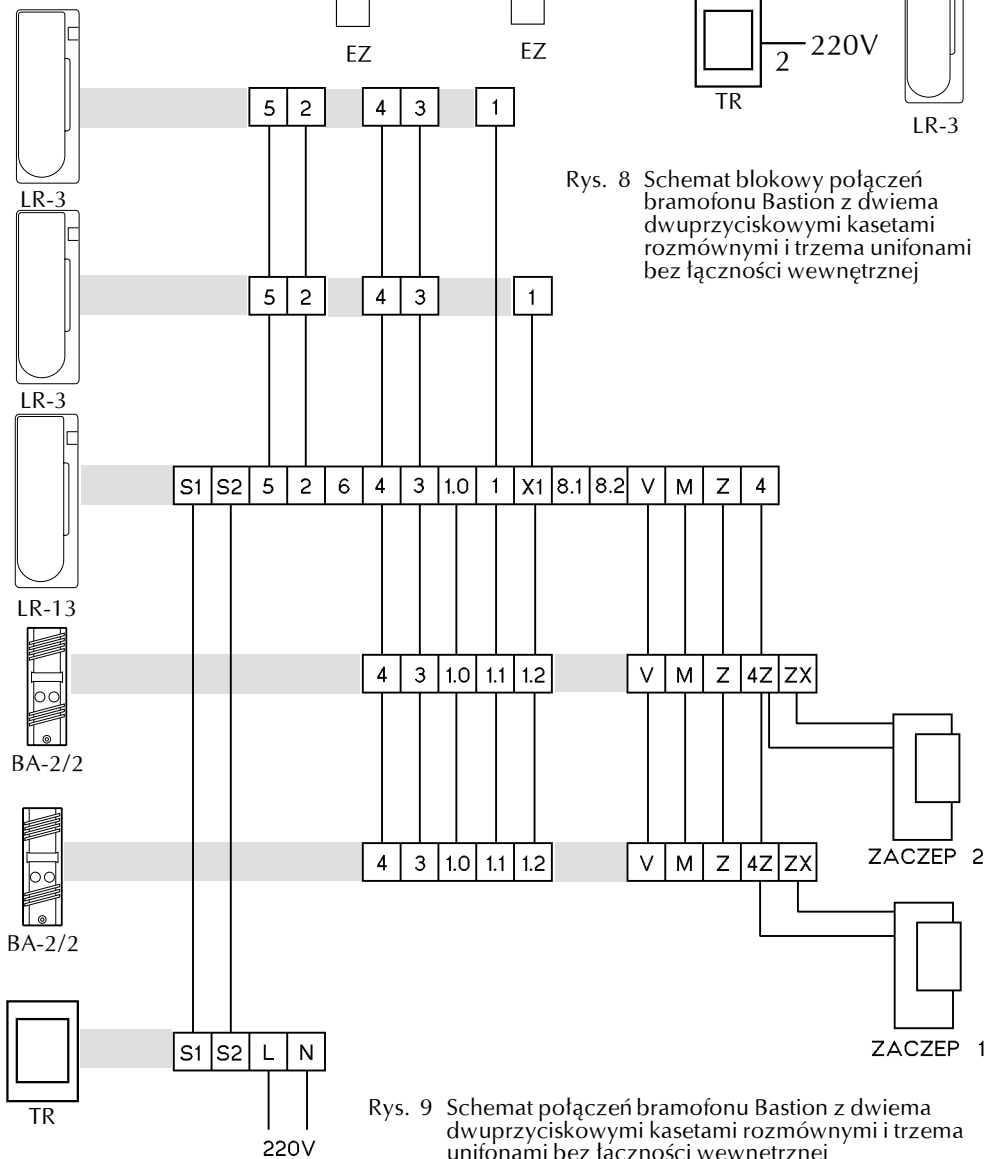 EZ
EZ
2
220V
TR
LR-3
5 2 4 3 1
LR-3
Rys. 8 Schemat blokowy połączeń
bramofonu Bastion z dwiema
dwuprzyciskowymi kasetami
rozmównymi i trzema unifonami
bez łączności wewnętrznej
5 2 4 3 1
LR-3
S1 S2 5 2 6 4 3 1.0 1 X1 8.1 8.2 V M Z 4
LR-13
4 3 1.0 1.1 1.2 V M Z 4Z ZX
BA-2/2
ZACZEP 2
4 3 1.0 1.1 1.2 V M Z 4Z ZX
BA-2/2
ZACZEP 1
S1 S2 L N
TR
220V
Rys. 9 Schemat połączeń bramofonu Bastion z dwiema
dwuprzyciskowymi kasetami rozmównymi i trzema
unifonami bez łączności wewnętrznej